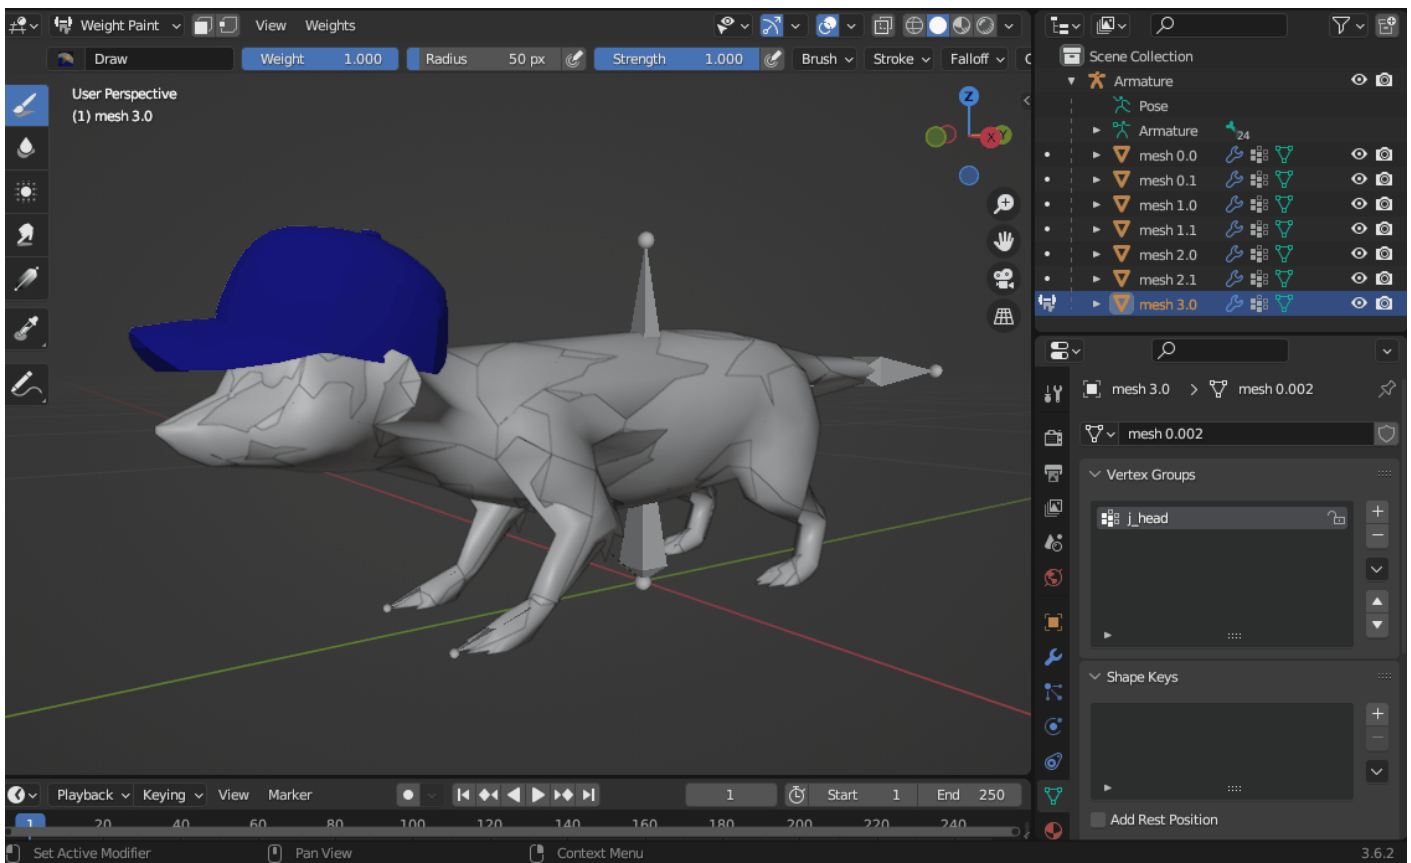 Weight Paint View Weights
Draw Weight 1.000 Radius 50 px Strength 1.000 Brush Stroke Falloff
User Perspective
(1) mesh 3.0
Z
X Y
Scene Collection
Armature
Pose
Armature 24
mesh 0.0
mesh 0.1
mesh 1.0
mesh 1.1
mesh 2.0
mesh 2.1
mesh 3.0
mesh 3.0 > mesh 0.002
mesh 0.002
Vertex Groups
j_head
Shape Keys
Add Rest Position
Playback Keying View Marker 1 Start 1 End 250
1 20 40 60 80 100 120 140 160 180 200 220 240
Set Active Modifier Pan View Context Menu 3.6.2